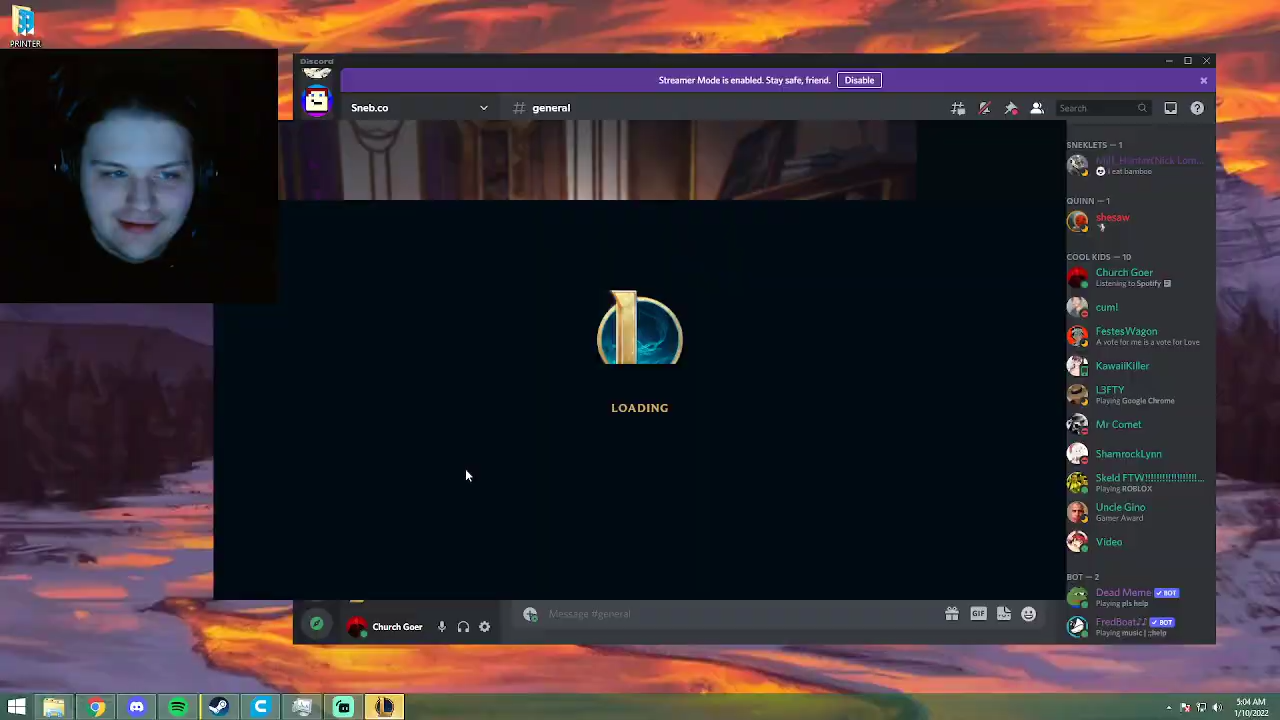 PRINTER
Discord
Streamer Mode is enabled. Stay safe, friend.
Disable
Sneb.co
general
Search
SNEKLETS — 1
i eat bamboo
QUINN — 1
shesaw
COOL KIDS — 10
Church Goer
Listening to Spotify
cum!
FestesWagon
A vote for me is a vote for Love
KawaiiKiller
L3FTY
Playing Google Chrome
Mr Comet
ShamrockLynn
Skeld FTW!!!!!!!!!!!!!!!!!!...
Playing ROBLOX
Uncle Gino
Gamer Award
Video
BOT — 2
Dead Meme BOT
Playing pls help
FredBoat♪♪ BOT
Playing music | ;;help
LOADING
Church Goer
Message #general
GIF
5:04 AM
1/10/2022